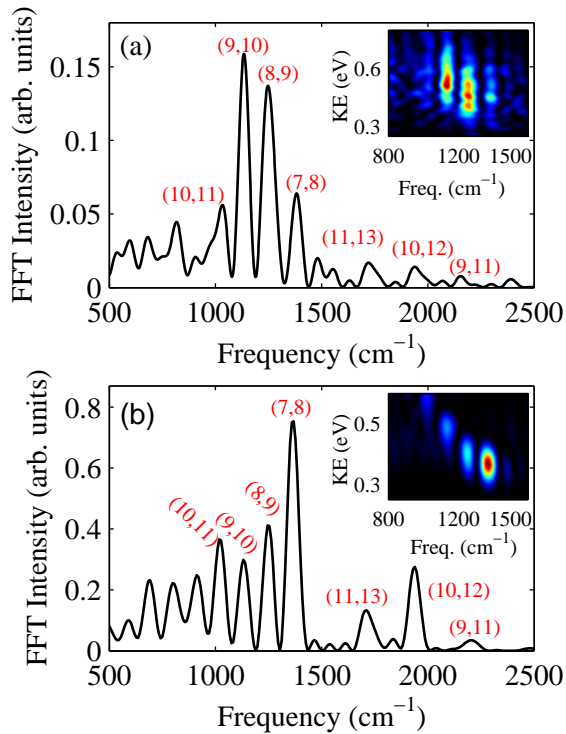 (a)
FFT Intensity (arb. units)
0.15
0.1
0.05
0
(9,10)
(8,9)
(7,8)
(10,11)
(11,13)
(10,12)
(9,11)
KE (eV)
0.6
0.3
800 1200 1500
Freq. (cm⁻¹)
500 1000 1500 2000 2500
Frequency (cm⁻¹)
(b)
FFT Intensity (arb. units)
0.8
0.6
0.4
0.2
0
(7,8)
(8,9)
(9,10)
(10,11)
(11,13)
(10,12)
(9,11)
KE (eV)
0.5
0.3
800 1200 1500
Freq. (cm⁻¹)
500 1000 1500 2000 2500
Frequency (cm⁻¹)